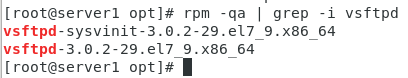 [root@server1 opt]# rpm -qa | grep -i vsftpd
vsftpd-sysvinit-3.0.2-29.el7_9.x86_64
vsftpd-3.0.2-29.el7_9.x86_64
[root@server1 opt]#